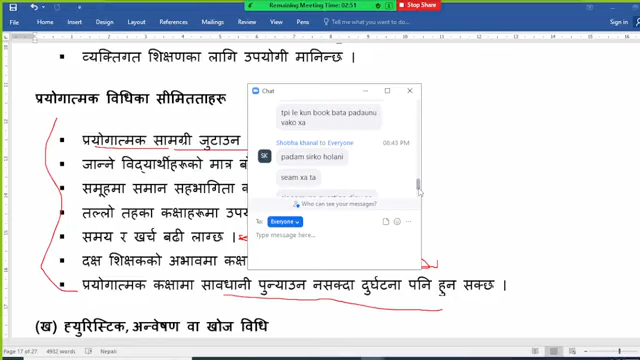 Remaining Meeting Time: 02:51
Stop Share
File Home Insert Design Layout References Mailings Review View Help Tell me what you want to do
व्यक्तिगत शिक्षणका लागि उपयोगी मानिन्छ ।
प्रयोगात्मक विधिका सीमितताहरू
प्रयोगात्मक सामग्री जुटाउन
जान्ने विद्यार्थीहरूको मात्र
समूहमा समान सहभागिता
तल्लो तहका कक्षाहरूमा
समय र खर्च बढी लाग्छ ।
दक्ष शिक्षकको अभावमा कक्षा
प्रयोगात्मक कक्षामा सावधानी पुन्याउन नसक्दा दुर्घटना पनि हुन सक्छ ।
(ख) ह्युरिस्टिक, अन्वेषण वा खोज विधि
Chat
tpi le kun book bata padaunu
vako xa
Shobha khanal to Everyone 08:43 PM
SK
padam sirko holani
seam xa ta
Who can see your messages?
To: Everyone
Type message here...
Page 17 of 27 4952 words Nepali